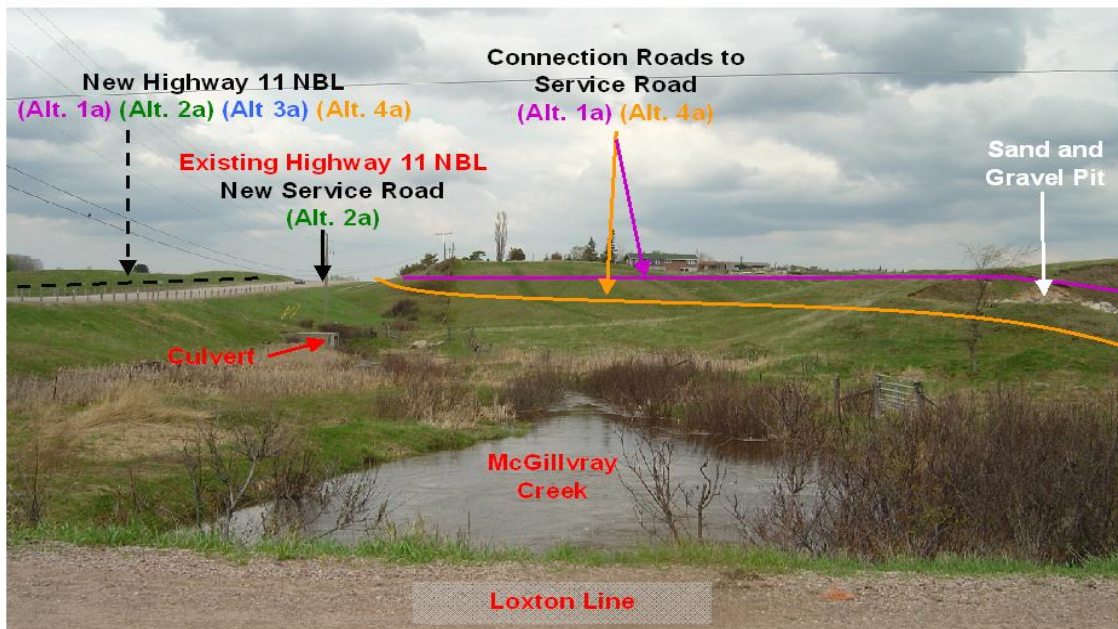 New Highway 11 NBL
(Alt. 1a) (Alt. 2a) (Alt 3a) (Alt. 4a)
Existing Highway 11 NBL
New Service Road
(Alt. 2a)
Connection Roads to
Service Road
(Alt. 1a) (Alt. 4a)
Sand and
Gravel Pit
Culvert
McGillvray
Creek
Loxton Line